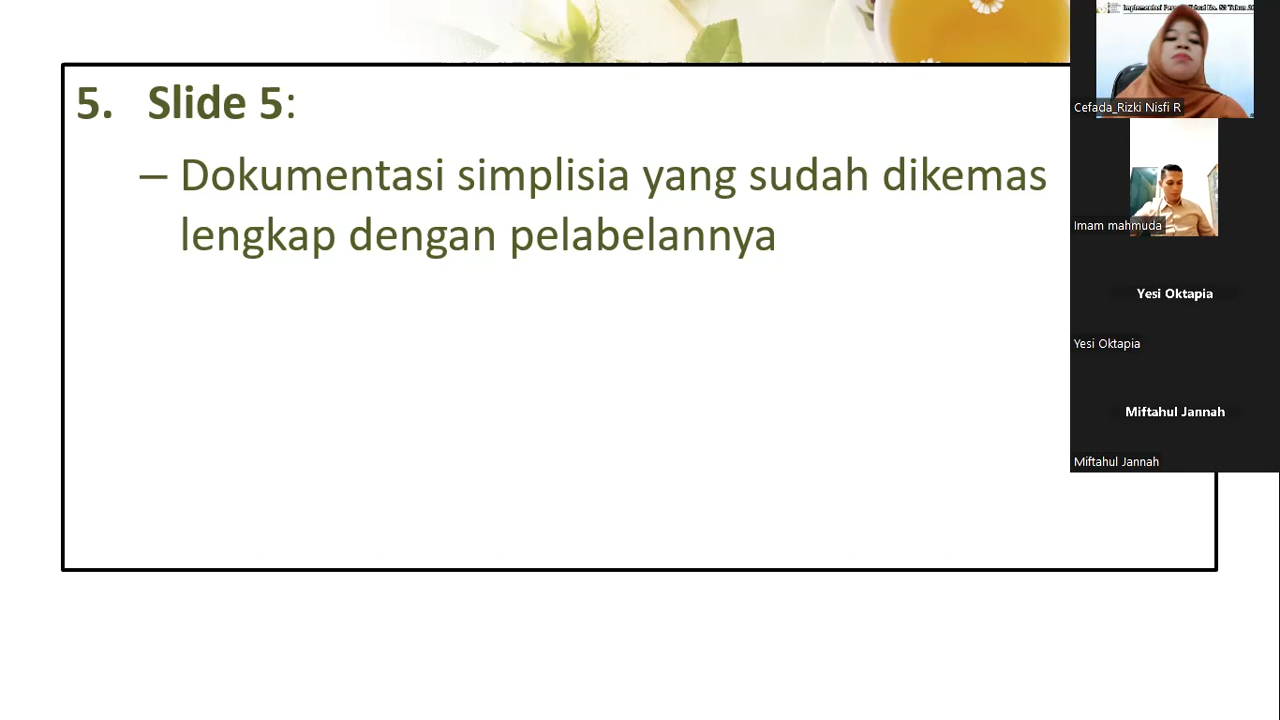 5. Slide 5:
– Dokumentasi simplisia yang sudah dikemas
lengkap dengan pelabelannya
Cefada_Rizki Nisfi R
Imam mahmuda
Yesi Oktapia
Yesi Oktapia
Miftahul Jannah
Miftahul Jannah